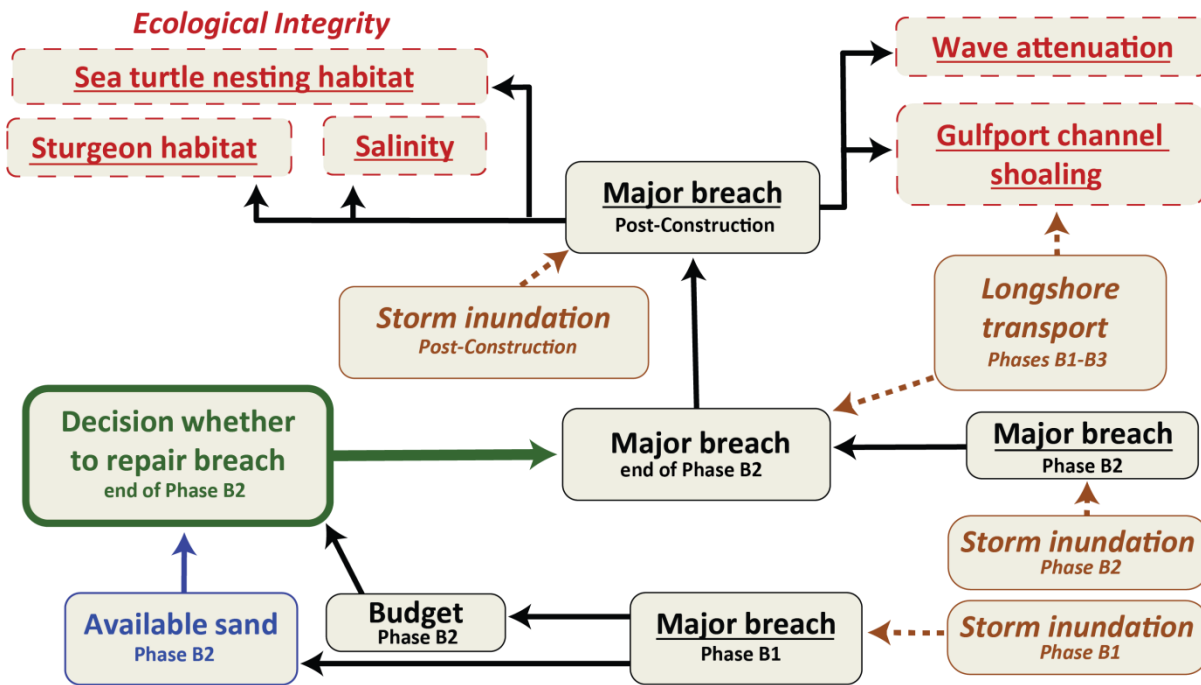 Ecological Integrity
Sea turtle nesting habitat
Sturgeon habitat
Salinity
Wave attenuation
Gulfport channel
shoaling
Major breach
Post-Construction
Storm inundation
Post-Construction
Longshore
transport
Phases B1-B3
Decision whether
to repair breach
end of Phase B2
Major breach
end of Phase B2
Major breach
Phase B2
Storm inundation
Phase B2
Available sand
Phase B2
Budget
Phase B2
Major breach
Phase B1
Storm inundation
Phase B1